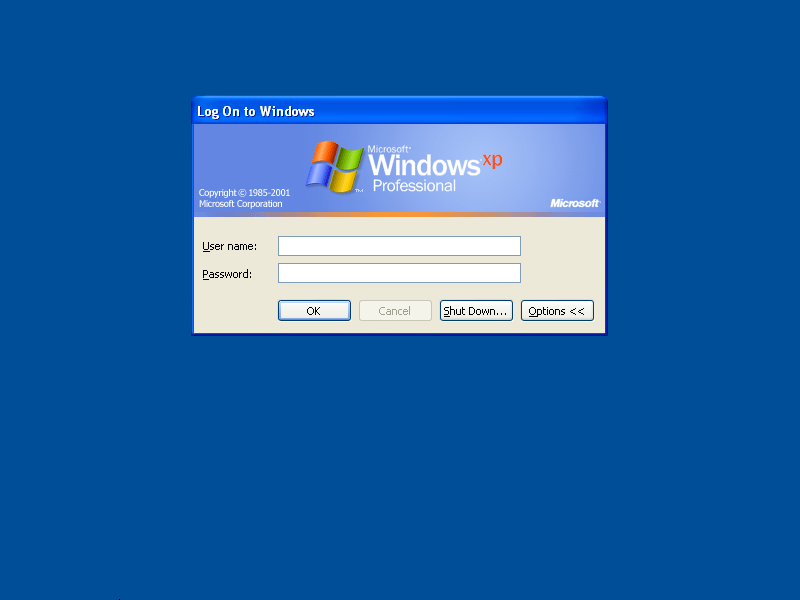 Log On to Windows
Microsoft®
Windows xp
Professional
TM
Copyright © 1985-2001
Microsoft Corporation
Microsoft®
User name:
Password:
OK
Cancel
Shut Down...
Options <<